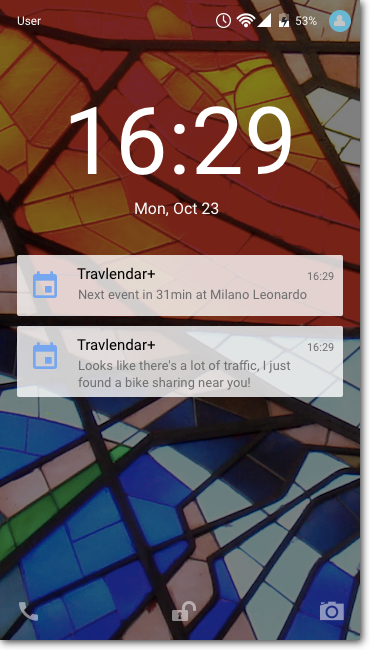 User 53%
16:29
Mon, Oct 23
Travlendar+ 16:29
Next event in 31min at Milano Leonardo
Travlendar+ 16:29
Looks like there's a lot of traffic, I just
found a bike sharing near you!